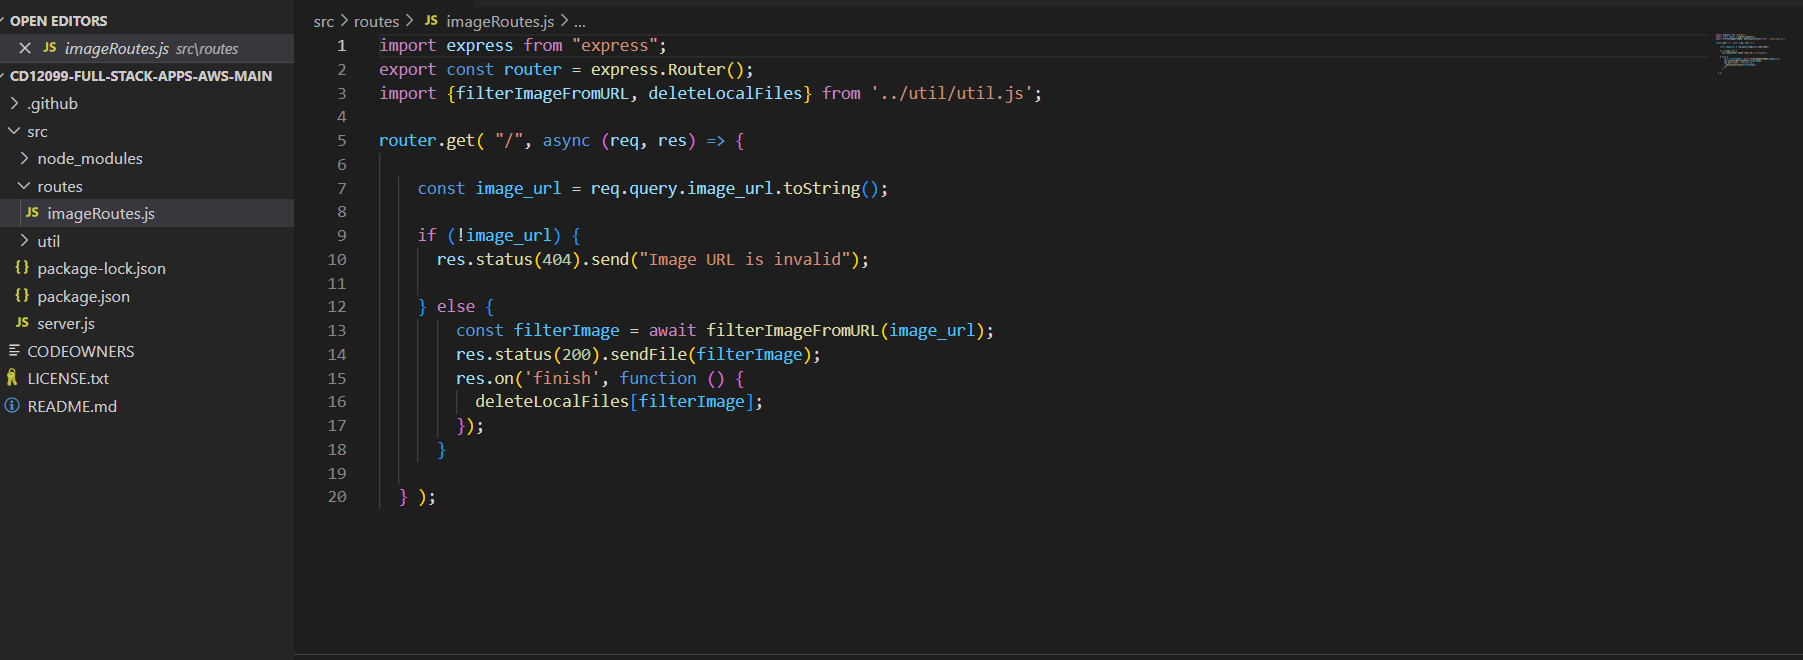 OPEN EDITORS
JS imageRoutes.js src\routes
CD12099-FULL-STACK-APPS-AWS-MAIN
.github
src
node_modules
routes
JS imageRoutes.js
util
{} package-lock.json
{} package.json
JS server.js
CODEOWNERS
LICENSE.txt
README.md
src > routes > JS imageRoutes.js > ...
1 import express from "express";
2 export const router = express.Router();
3 import {filterImageFromURL, deleteLocalFiles} from '../util/util.js';
4
5 router.get( "/", async (req, res) => {
6
7 const image_url = req.query.image_url.toString();
8
9 if (!image_url) {
10 res.status(404).send("Image URL is invalid");
11
12 } else {
13 const filterImage = await filterImageFromURL(image_url);
14 res.status(200).sendFile(filterImage);
15 res.on('finish', function () {
16 deleteLocalFiles[filterImage];
17 });
18 }
19
20 } );